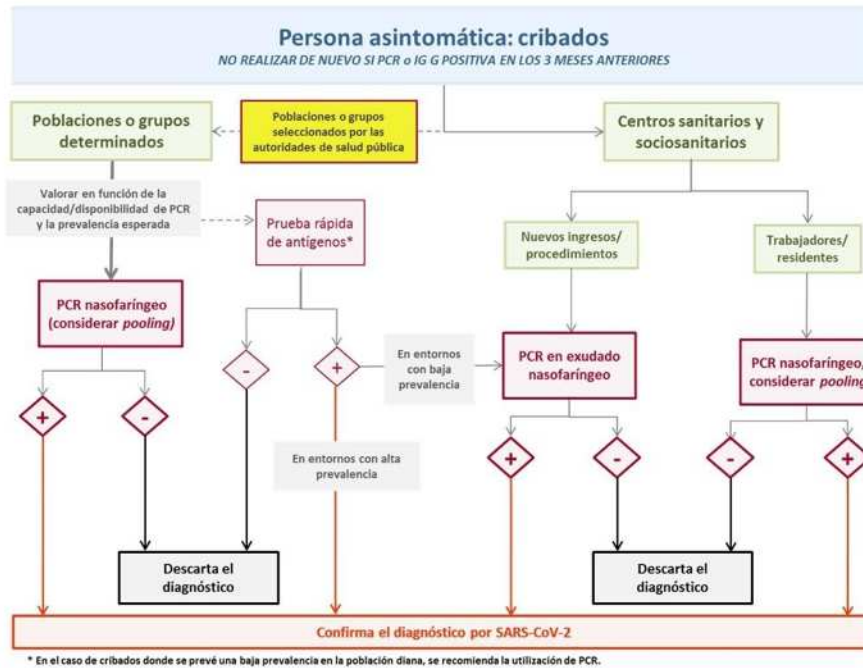 Persona asintomática: cribados
NO REALIZAR DE NUEVO SI PCR o IG G POSITIVA EN LOS 3 MESES ANTERIORES
Poblaciones o grupos
determinados
Poblaciones o grupos
seleccionados por las
autoridades de salud pública
Centros sanitarios y
sociosanitarios
Valorar en función de la
capacidad/disponibilidad de PCR
y la prevalencia esperada
Prueba rápida
de antígenos*
Nuevos ingresos/
procedimientos
Trabajadores/
residentes
PCR nasofaríngeo
(considerar pooling)
-
+
En entornos
con baja
prevalencia
PCR en exudado
nasofaríngeo
PCR nasofaríngeo,
considerar pooling
+
-
En entornos con alta
prevalencia
+
-
-
+
Descarta el
diagnóstico
Descarta el
diagnóstico
Confirma el diagnóstico por SARS-CoV-2
* En el caso de cribados donde se prevé una baja prevalencia en la población diana, se recomienda la utilización de PCR.